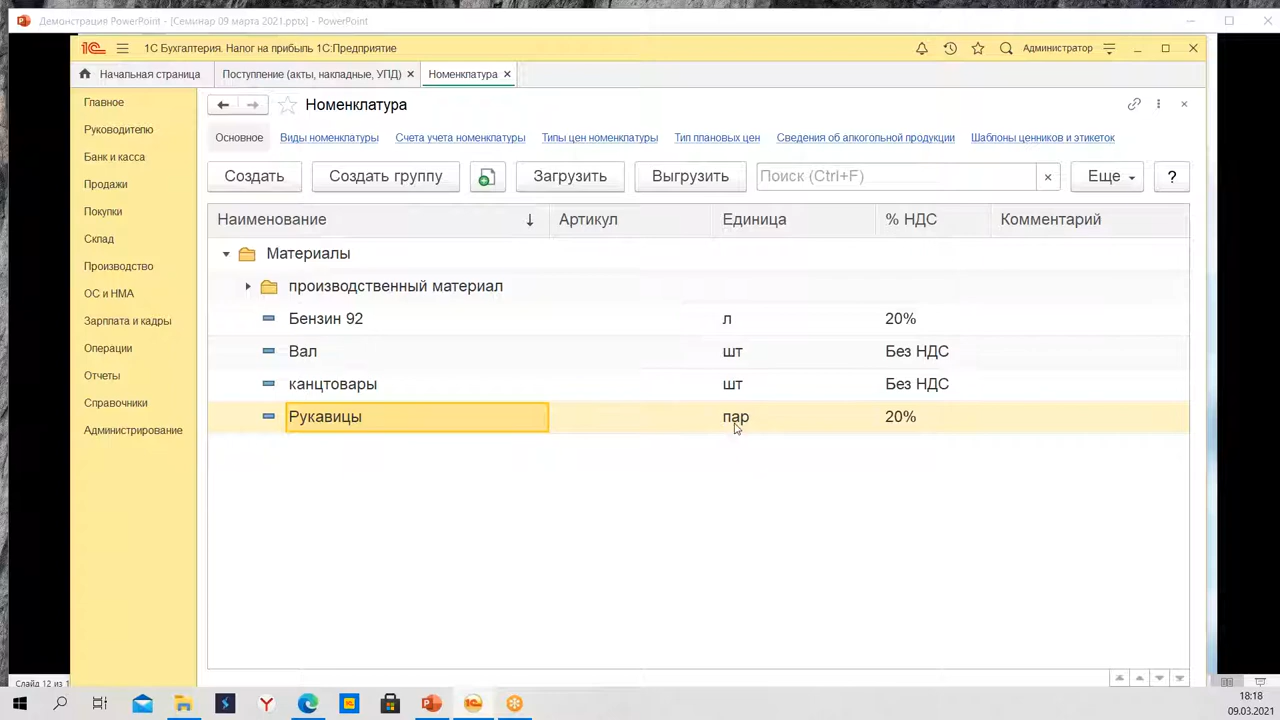 Демонстрация PowerPoint - [Семинар 09 марта 2021.pptx] - PowerPoint
1С Бухгалтерия. Налог на прибыль 1С:Предприятие
Администратор
Начальная страница
Поступление (акты, накладные, УПД) ×
Номенклатура ×
Главное
Руководителю
Банк и касса
Продажи
Покупки
Склад
Производство
ОС и НМА
Зарплата и кадры
Операции
Отчеты
Справочники
Администрирование
Номенклатура
Основное Виды номенклатуры Счета учета номенклатуры Типы цен номенклатуры Тип плановых цен Сведения об алкогольной продукции Шаблоны ценников и этикеток
Создать Создать группу Загрузить Выгрузить Поиск (Ctrl+F) × Еще ?
Наименование ↓ Артикул Единица % НДС Комментарий
Материалы
производственный материал
Бензин 92 л 20%
Вал шт Без НДС
канцтовары шт Без НДС
Рукавицы пар 20%
Слайд 12 из 1
18:18
09.03.2021